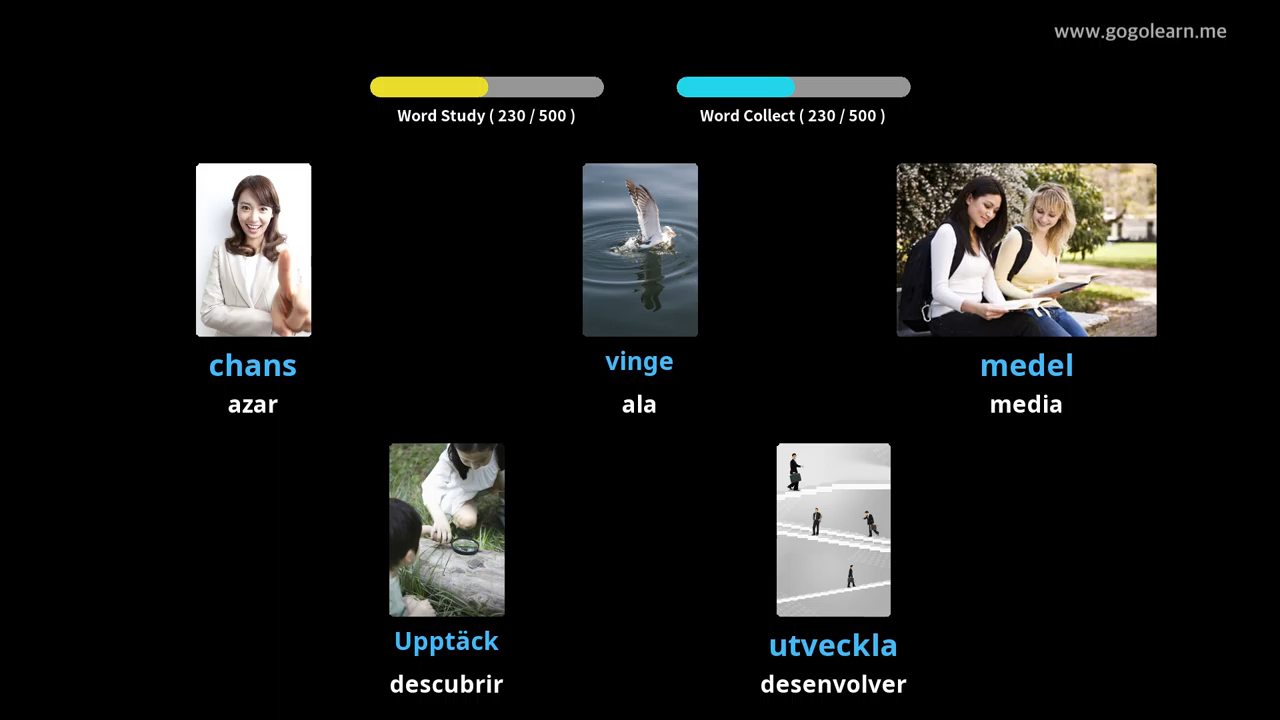 www.gogolearn.me
Word Study ( 230 / 500 )
Word Collect ( 230 / 500 )
chans
azar
vinge
ala
medel
media
Upptäck
descubrir
utveckla
desenvolver